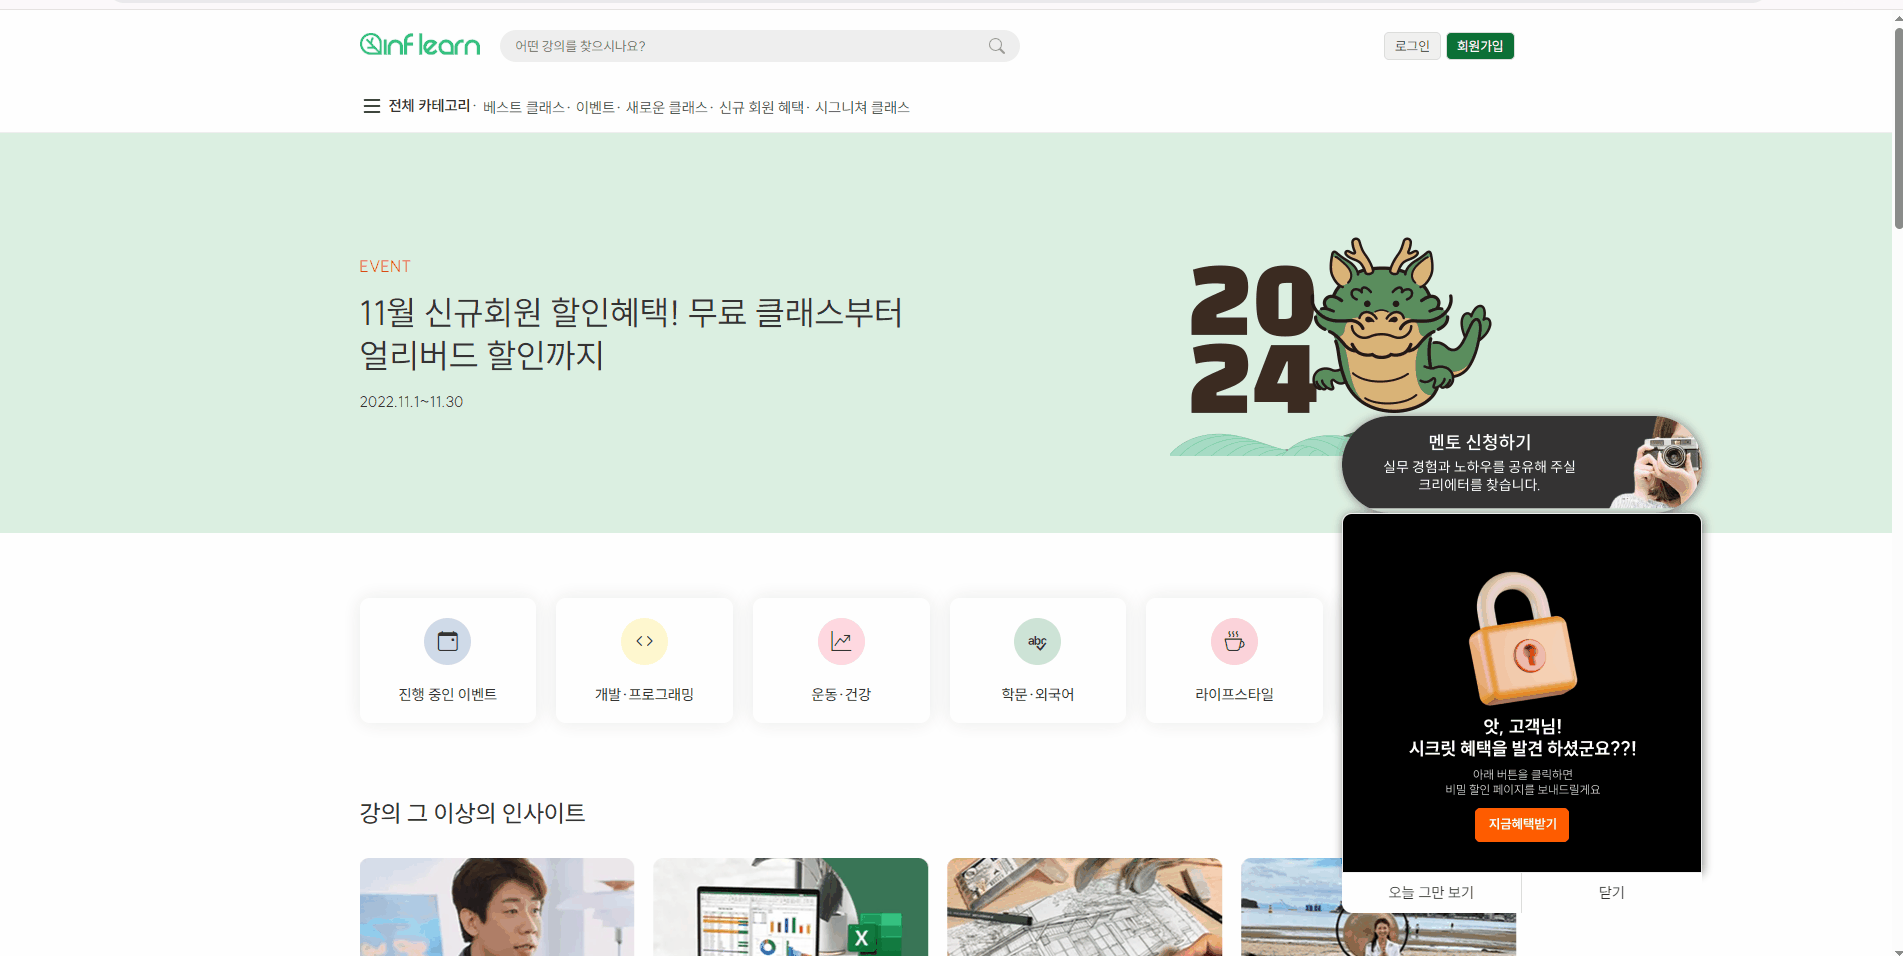 inflearn
어떤 강의를 찾으시나요?
로그인
회원가입
전체 카테고리· 베스트 클래스· 이벤트· 새로운 클래스· 신규 회원 혜택· 시그니쳐 클래스
EVENT
11월 신규회원 할인혜택! 무료 클래스부터
얼리버드 할인까지
2022.11.1~11.30
20
24
멘토 신청하기
실무 경험과 노하우를 공유해 주실
크리에터를 찾습니다.
진행 중인 이벤트
개발·프로그래밍
운동·건강
abc
학문·외국어
라이프스타일
앗, 고객님!
시크릿 혜택을 발견 하셨군요??!
아래 버튼을 클릭하면
비밀 할인 페이지를 보내드릴게요
지금혜택받기
오늘 그만 보기
닫기
강의 그 이상의 인사이트
X